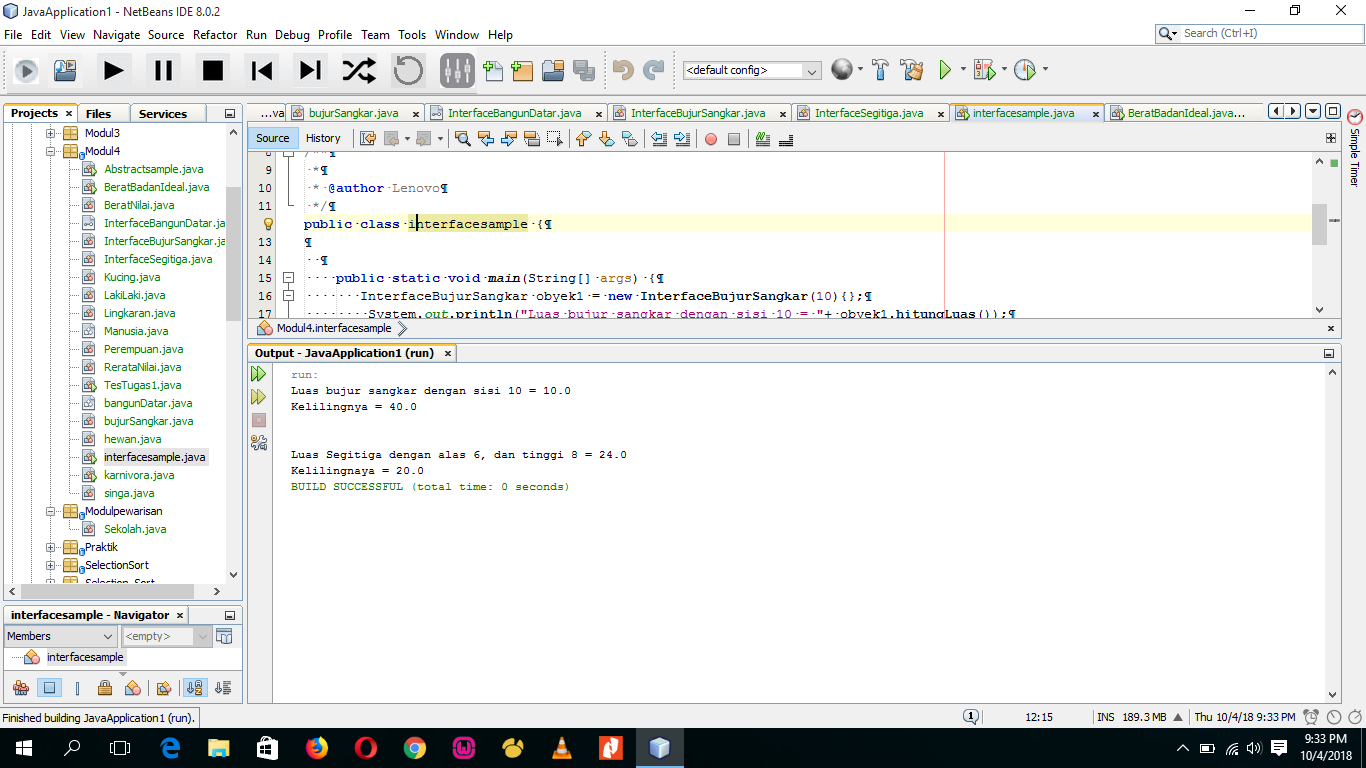 JavaApplication1 - NetBeans IDE 8.0.2
File Edit View Navigate Source Refactor Run Debug Profile Team Tools Window Help
Search (Ctrl+I)
<default config>
Projects × Files Services
...va bujurSangkar.java × InterfaceBangunDatar.java × InterfaceBujurSangkar.java × InterfaceSegitiga.java × interfacesample.java × BeratBadanIdeal.java...
Source History
Simple Timer
Modul3
Modul4
Abstractsample.java
BeratBadanIdeal.java
BeratNilai.java
InterfaceBangunDatar.ja
InterfaceBujurSangkar.ja
InterfaceSegitiga.java
Kucing.java
LakiLaki.java
Lingkaran.java
Manusia.java
Perempuan.java
RerataNilai.java
TesTugas1.java
bangunDatar.java
bujurSangkar.java
hewan.java
interfacesample.java
karnivora.java
singa.java
Modulpewarisan
Sekolah.java
Praktik
SelectionSort
Selection_Sort
8 /**¶
9 ·*¶
10 ·*·@author·Lenovo¶
11 ·*/¶
public·class·interfacesample·{¶
13 ¶
14 ··¶
15 ····public·static·void·main(String[]·args)·{¶
16 ·······InterfaceBujurSangkar·obyek1·=·new·InterfaceBujurSangkar(10){};¶
17 ········System.out.println("Luas·bujur·sangkar·dengan·sisi·10·=·"+·obyek1.hitungLuas());¶
Modul4.interfacesample
Output - JavaApplication1 (run) ×
run:
Luas bujur sangkar dengan sisi 10 = 10.0
Kelilingnya = 40.0
Luas Segitiga dengan alas 6, dan tinggi 8 = 24.0
Kelilingnaya = 20.0
BUILD SUCCESSFUL (total time: 0 seconds)
interfacesample - Navigator ×
Members <empty>
interfacesample
Finished building JavaApplication1 (run).
1 12:15 INS 189.3 MB Thu 10/4/18 9:33 PM
9:33 PM
10/4/2018